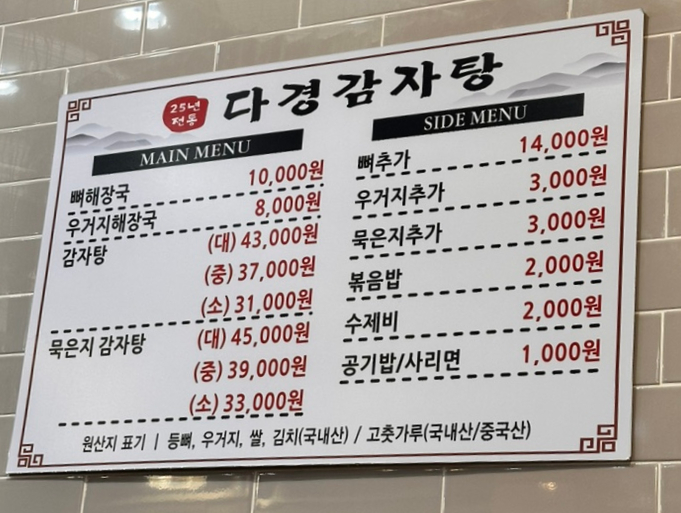 25년
전통
다경감자탕
MAIN MENU
뼈해장국 10,000원
우거지해장국 8,000원
감자탕 (대) 43,000원
(중) 37,000원
(소) 31,000원
묵은지 감자탕 (대) 45,000원
(중) 39,000원
(소) 33,000원
SIDE MENU
뼈추가 14,000원
우거지추가 3,000원
묵은지추가 3,000원
볶음밥 2,000원
수제비 2,000원
공기밥/사리면 1,000원
원산지 표기 | 등뼈, 우거지, 쌀, 김치(국내산) / 고춧가루(국내산/중국산)